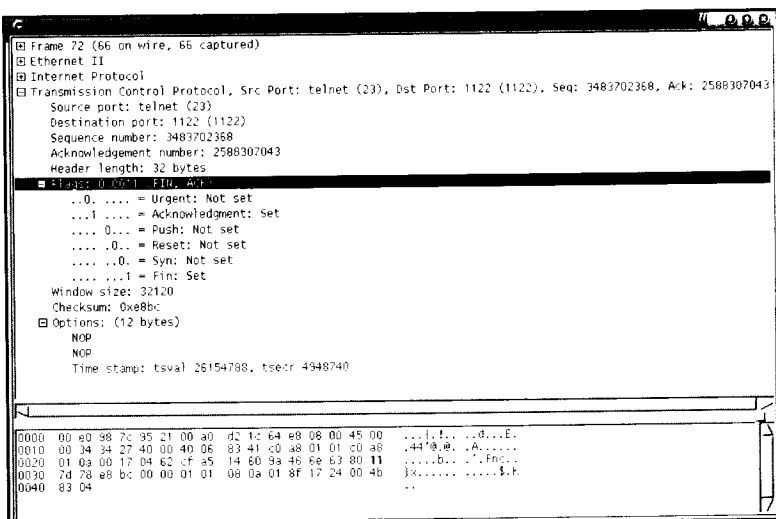 Frame 72 (66 on wire, 66 captured)
Ethernet II
Internet Protocol
Transmission Control Protocol, Src Port: telnet (23), Dst Port: 1122 (1122), Seq: 3483702368, Ack: 2588307043
Source port: telnet (23)
Destination port: 1122 (1122)
Sequence number: 3483702368
Acknowledgement number: 2588307043
Header length: 32 bytes
Flags: 0x0011 (FIN, ACK)
..0. .... = Urgent: Not set
...1 .... = Acknowledgment: Set
.... 0... = Push: Not set
.... .0.. = Reset: Not set
.... ..0. = Syn: Not set
.... ...1 = Fin: Set
Window size: 32120
Checksum: 0xe8bc
Options: (12 bytes)
NOP
NOP
Time stamp: tsval 26154788, tsecr 4948740
0000 00 e0 98 7c 95 21 00 a0 d2 1c 64 e8 08 00 45 00 ...|.!.. ..d...E.
0010 00 34 34 27 40 00 40 06 83 41 c0 a8 01 01 c0 a8 .44'@.@. .A......
0020 01 0a 00 17 04 62 cf a5 14 60 9a 46 6e 63 80 11 .....b.. .`.Fnc..
0030 7d 78 e8 bc 00 00 01 01 08 0a 01 8f 17 24 00 4b }x...... .....$.K
0040 83 04 ..